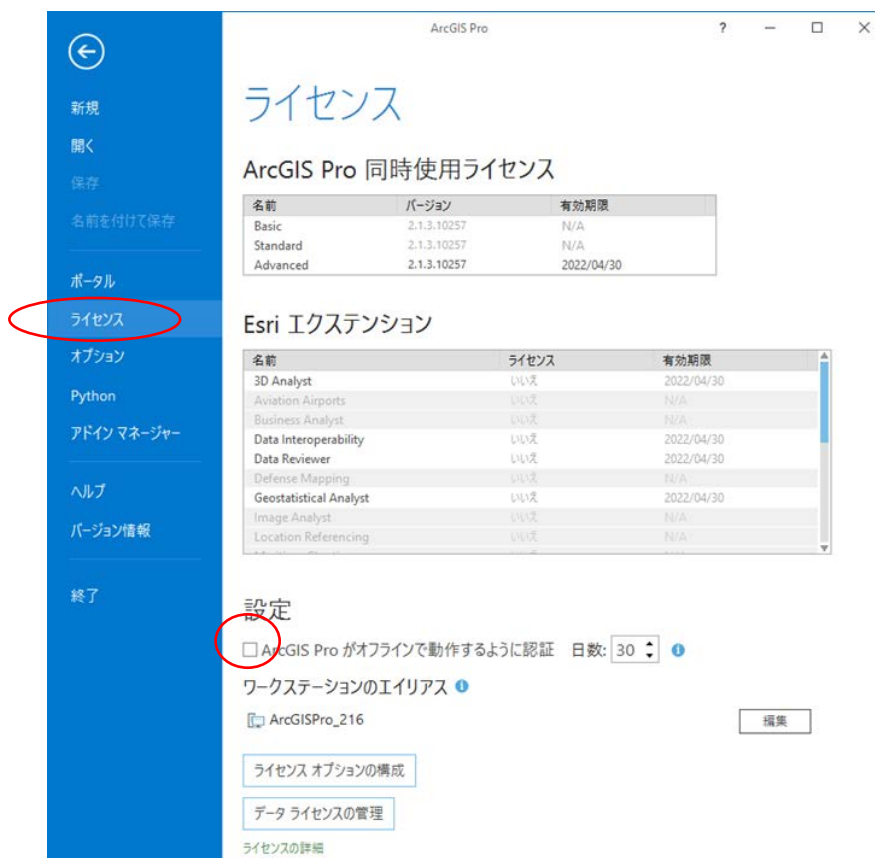 ArcGIS Pro
?
新規
開く
保存
名前を付けて保存
ポータル
ライセンス
オプション
Python
アドイン マネージャー
ヘルプ
バージョン情報
終了
ライセンス
ArcGIS Pro 同時使用ライセンス
名前 バージョン 有効期限
Basic 2.1.3.10257 N/A
Standard 2.1.3.10257 N/A
Advanced 2.1.3.10257 2022/04/30
Esri エクステンション
名前 ライセンス 有効期限
3D Analyst いいえ 2022/04/30
Aviation Airports いいえ N/A
Business Analyst いいえ N/A
Data Interoperability いいえ 2022/04/30
Data Reviewer いいえ 2022/04/30
Defense Mapping いいえ N/A
Geostatistical Analyst いいえ 2022/04/30
Image Analyst いいえ N/A
Location Referencing いいえ N/A
設定
ArcGIS Pro がオフラインで動作するように認証 日数: 30
ワークステーションのエイリアス
ArcGISPro_216
編集
ライセンス オプションの構成
データ ライセンスの管理
ライセンスの詳細